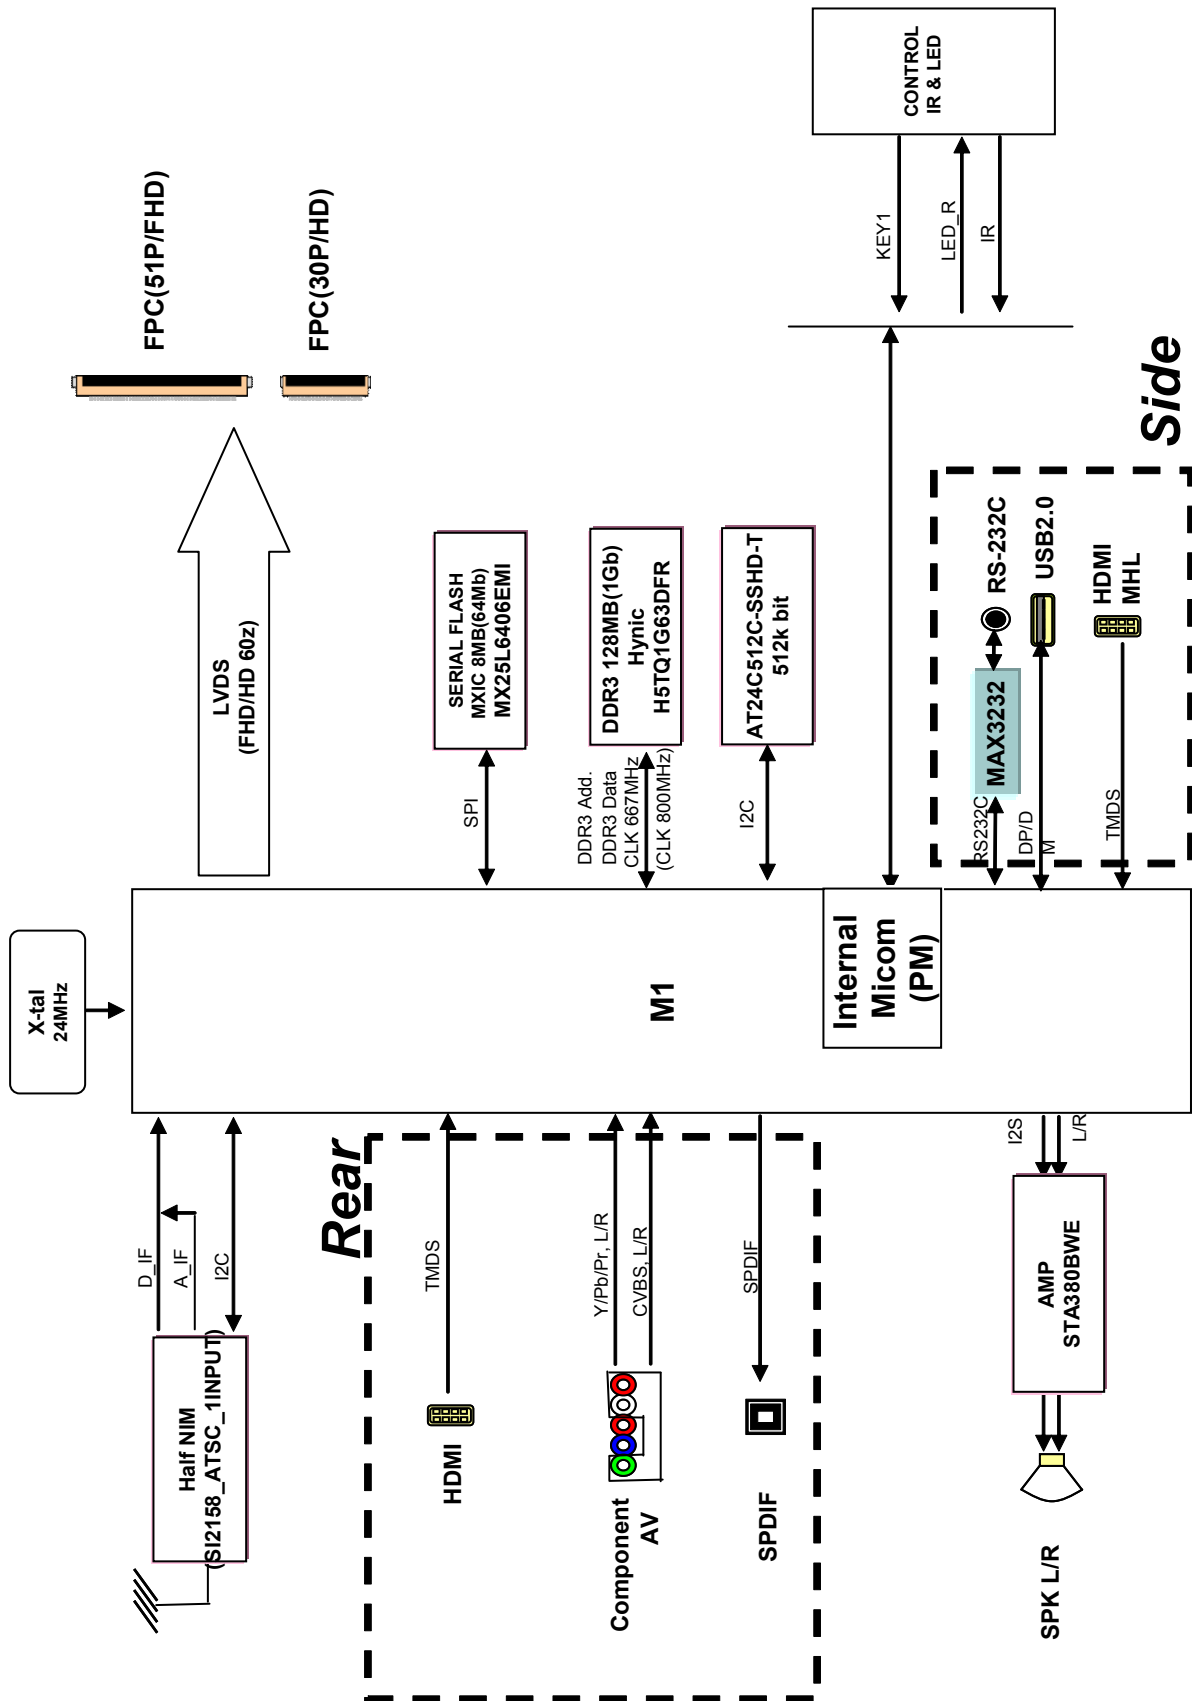 X-tal
24MHz
LVDS
(FHD/HD 60z)
FPC(51P/FHD)
FPC(30P/HD)
Half NIM
(SI2158_ATSC_1INPUT)
D_IF
A_IF
I2C
Rear
HDMI
TMDS
Component
AV
Y/Pb/Pr, L/R
CVBS, L/R
SPDIF
SPDIF
SPK L/R
AMP
STA380BWE
I2S
L/R
M1
Internal
Micom
(PM)
SPI
SERIAL FLASH
MXIC 8MB(64Mb)
MX25L6406EMI
DDR3 Add.
DDR3 Data
CLK 667MHz
(CLK 800MHz)
DDR3 128MB(1Gb)
Hynic
H5TQ1G63DFR
I2C
AT24C512C-SSHD-T
512k bit
KEY1
LED_R
IR
CONTROL
IR & LED
Side
RS232C
MAX3232
RS-232C
DP/D
M
USB2.0
TMDS
HDMI
MHL